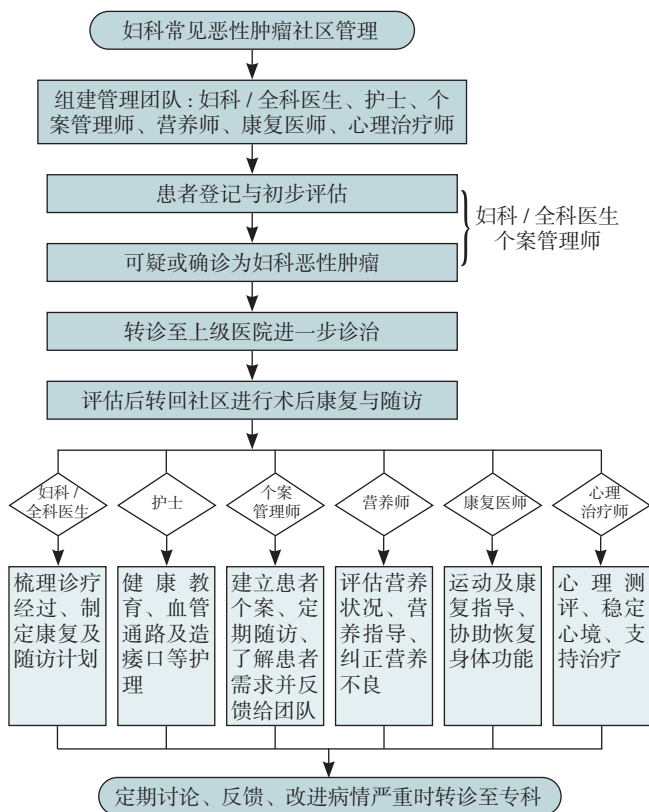 妇科常见恶性肿瘤社区管理
组建管理团队：妇科 / 全科医生、护士、个
案管理师、营养师、康复医师、心理治疗师
患者登记与初步评估
妇科 / 全科医生
个案管理师
可疑或确诊为妇科恶性肿瘤
转诊至上级医院进一步诊治
评估后转回社区进行术后康复与随访
妇科 /
全科医生
护士
个案
管理师
营养师
康复医师
心理
治疗师
梳理诊疗
经过、制
定康复及
随访计划
健康教
育、血管
通路及造
瘘口等护
理
建立患者
个案、定
期随访、
了解患者
需求并反
馈给团队
评估营养
状况、营
养指导、
纠正营养
不良
运动及康
复指导、
协助恢复
身体功能
心理测
评、稳定
心境、支
持治疗
定期讨论、反馈、改进病情严重时转诊至专科